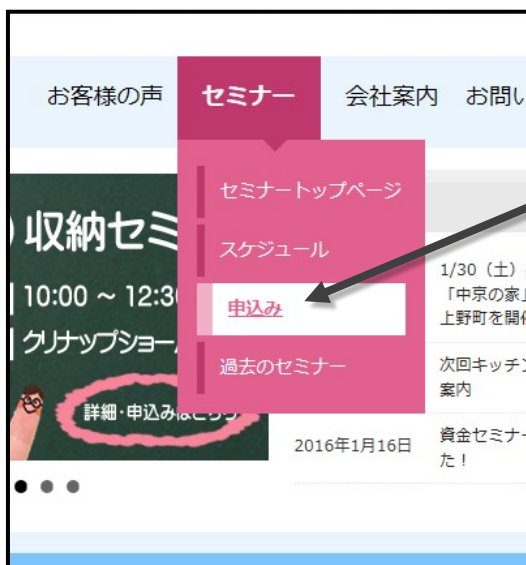 お客様の声 セミナー 会社案内 お問い
セミナートップページ
スケジュール
申込み
過去のセミナー
収納セミ
10:00 ~ 12:3
クリナップショー
詳細・申込みはこちら
1/30(土)
「中京の家」
上野町を開催
次回キッチン
案内
2016年1月16日 資金セミナー
た!